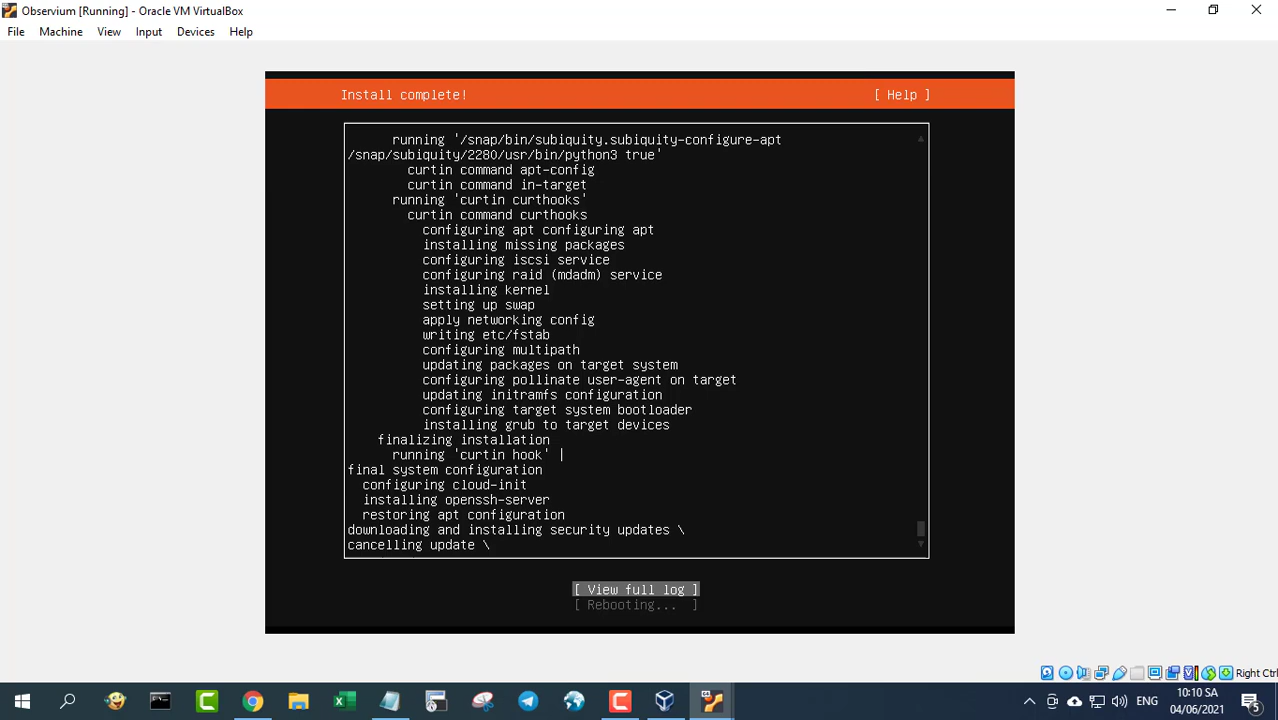 Observium [Running] - Oracle VM VirtualBox
File Machine View Input Devices Help
Install complete! [ Help ]
running '/snap/bin/subiquity.subiquity-configure-apt
/snap/subiquity/2280/usr/bin/python3 true'
curtin command apt-config
curtin command in-target
running 'curtin curthooks'
curtin command curthooks
configuring apt configuring apt
installing missing packages
configuring iscsi service
configuring raid (mdadm) service
installing kernel
setting up swap
apply networking config
writing etc/fstab
configuring multipath
updating packages on target system
configuring pollinate user-agent on target
updating initramfs configuration
configuring target system bootloader
installing grub to target devices
finalizing installation
running 'curtin hook' |
final system configuration
configuring cloud-init
installing openssh-server
restoring apt configuration
downloading and installing security updates \
cancelling update \
[ View full log ]
[ Rebooting... ]
Right Ctrl
ENG
10:10 SA
04/06/2021
5